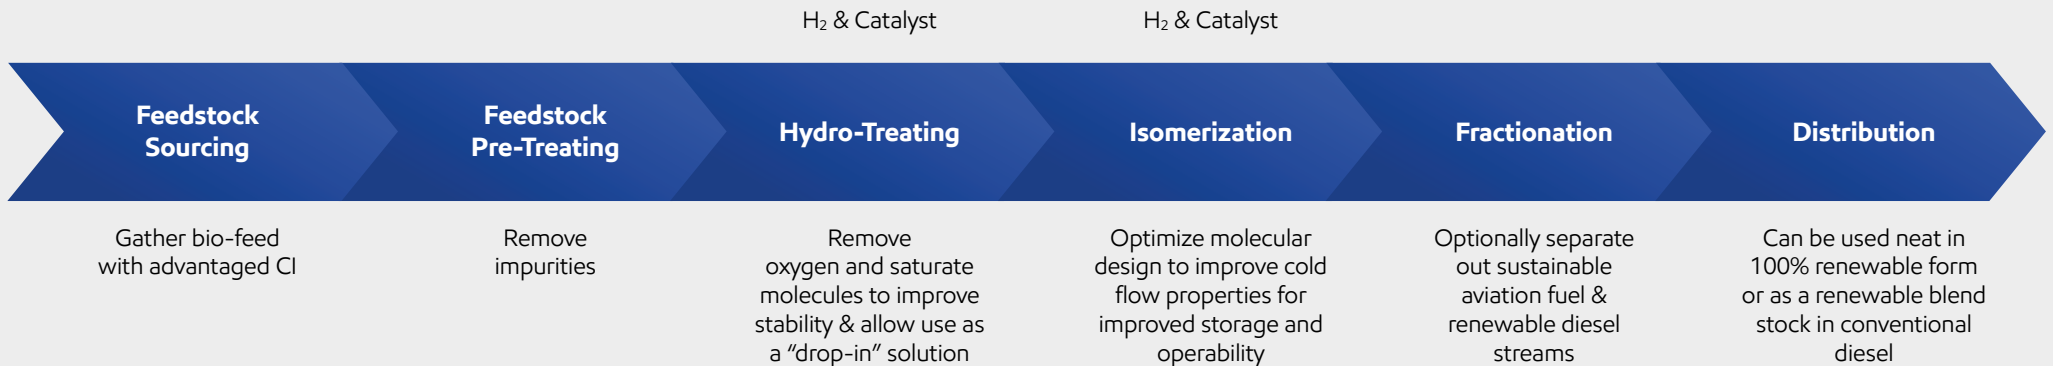 H₂ & Catalyst
H₂ & Catalyst
Feedstock
Sourcing
Feedstock
Pre-Treating
Hydro-Treating
Isomerization
Fractionation
Distribution
Gather bio-feed
with advantaged CI
Remove
impurities
Remove
oxygen and saturate
molecules to improve
stability & allow use as
a “drop-in” solution
Optimize molecular
design to improve cold
flow properties for
improved storage and
operability
Optionally separate
out sustainable
aviation fuel &
renewable diesel
streams
Can be used neat in
100% renewable form
or as a renewable blend
stock in conventional
diesel